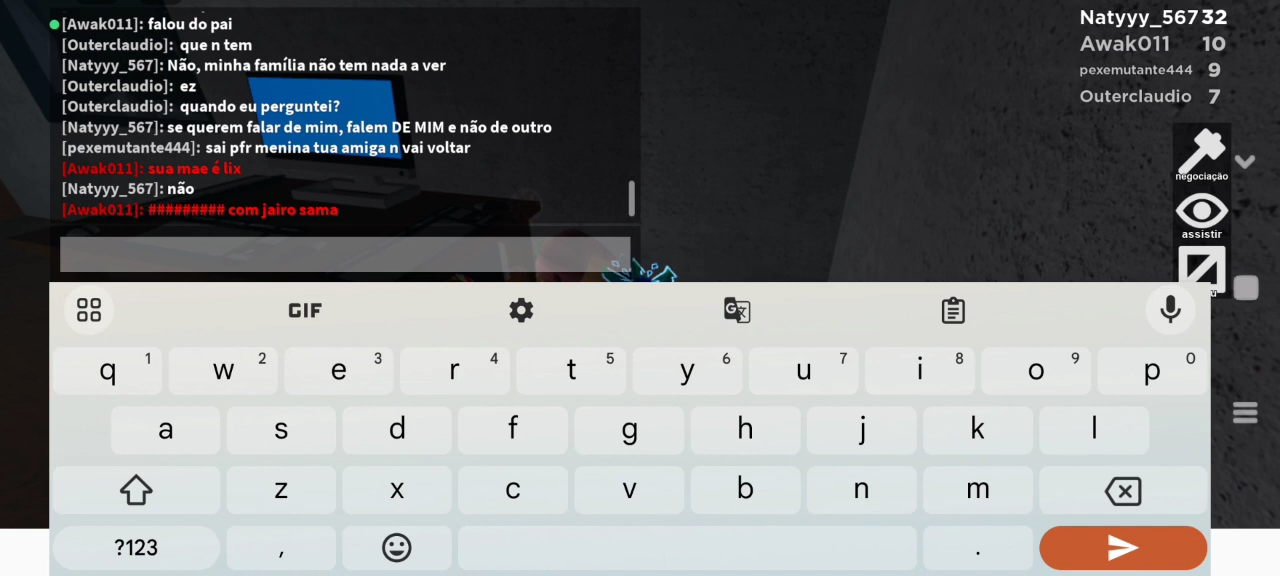 [Awak011]: falou do pai
[Outerclaudio]: que n tem
[Natyyy_567]: Não, minha família não tem nada a ver
[Outerclaudio]: ez
[Outerclaudio]: quando eu perguntei?
[Natyyy_567]: se querem falar de mim, falem DE MIM e não de outro
[pexemutante444]: sai pfr menina tua amiga n vai voltar
[Awak011]: sua mae é lix
[Natyyy_567]: não
[Awak011]: ######### com jairo sama
Natyyy_567 32
Awak011 10
pexemutante444 9
Outerclaudio 7
negociação
assistir
GIF
q 1 w 2 e 3 r 4 t 5 y 6 u 7 i 8 o 9 p 0
a s d f g h j k l
z x c v b n m
?123 , .